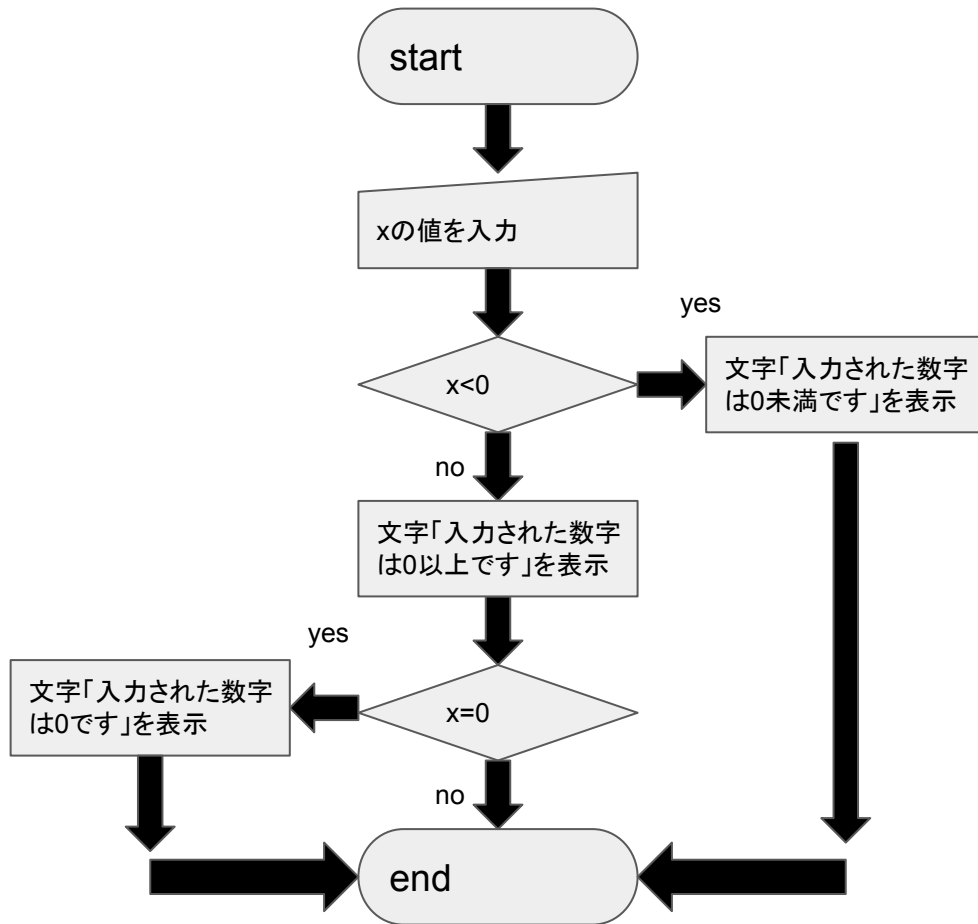 start
xの値を入力
yes
x<0
文字「入力された数字
は0未満です」を表示
no
文字「入力された数字
は0以上です」を表示
yes
文字「入力された数字
は0です」を表示
x=0
no
end